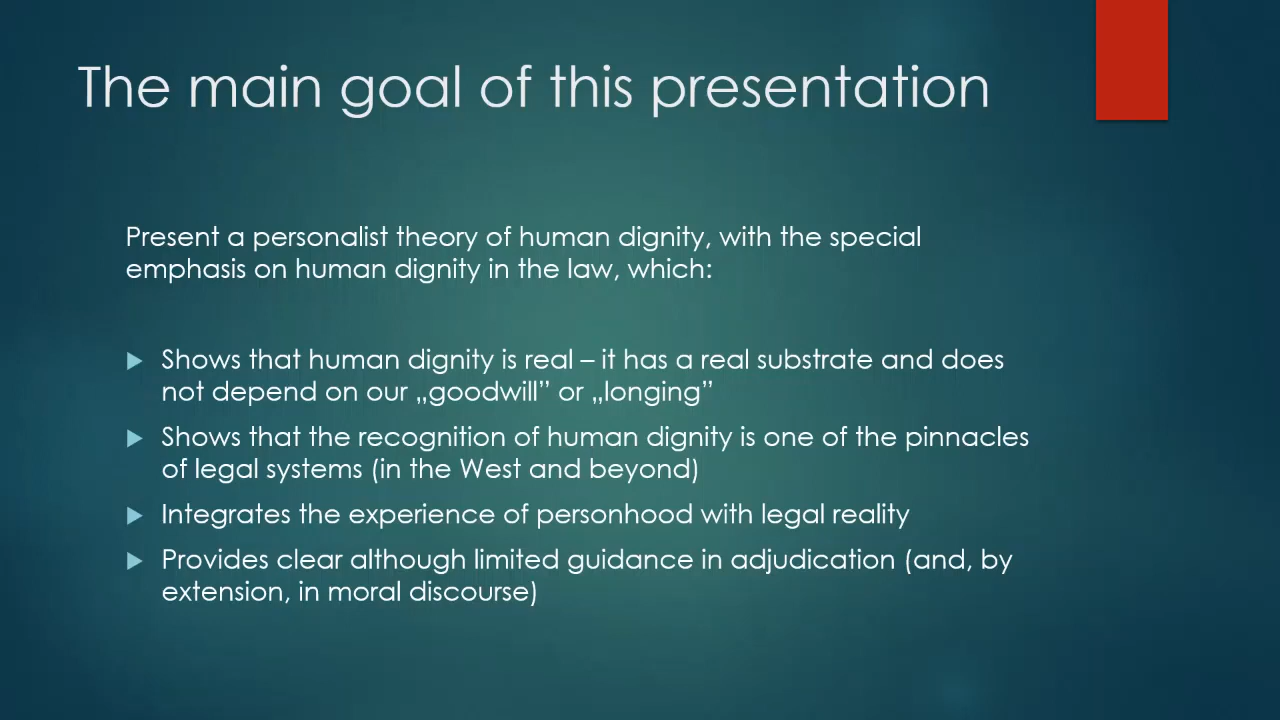 The main goal of this presentation
Present a personalist theory of human dignity, with the special
emphasis on human dignity in the law, which:
Shows that human dignity is real – it has a real substrate and does
not depend on our „goodwill” or „longing”
Shows that the recognition of human dignity is one of the pinnacles
of legal systems (in the West and beyond)
Integrates the experience of personhood with legal reality
Provides clear although limited guidance in adjudication (and, by
extension, in moral discourse)